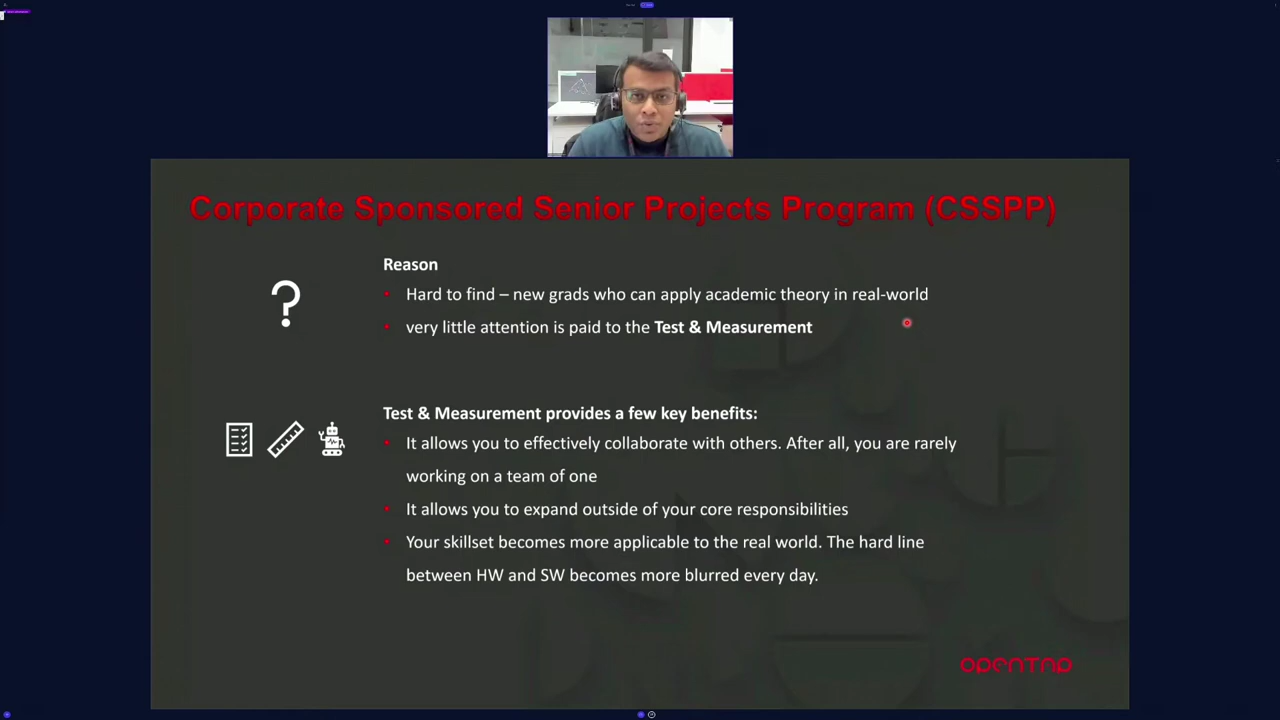 Corporate Sponsored Senior Projects Program (CSSPP)
Reason
Hard to find – new grads who can apply academic theory in real-world
very little attention is paid to the Test & Measurement
Test & Measurement provides a few key benefits:
It allows you to effectively collaborate with others. After all, you are rarely
working on a team of one
It allows you to expand outside of your core responsibilities
Your skillset becomes more applicable to the real world. The hard line
between HW and SW becomes more blurred every day.
OPENTAP